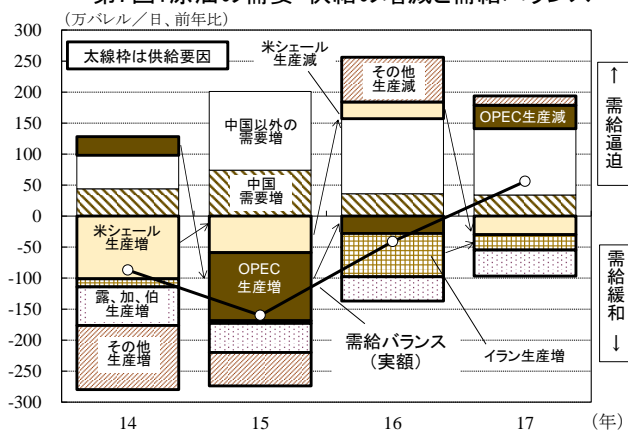 (万バレル/日、前年比)
300
250
200
150
100
50
0
-50
-100
-150
-200
-250
-300
太線枠は供給要因
米シェール
生産減
その他
生産減
OPEC生産減
中国以外の
需要増
中国
需要増
米シェール
生産増
露、加、伯
生産増
その他
生産増
OPEC
生産増
需給バランス
(実額)
イラン生産増
↑
需給逼迫
需給緩和
↓
14
15
16
17
(年)